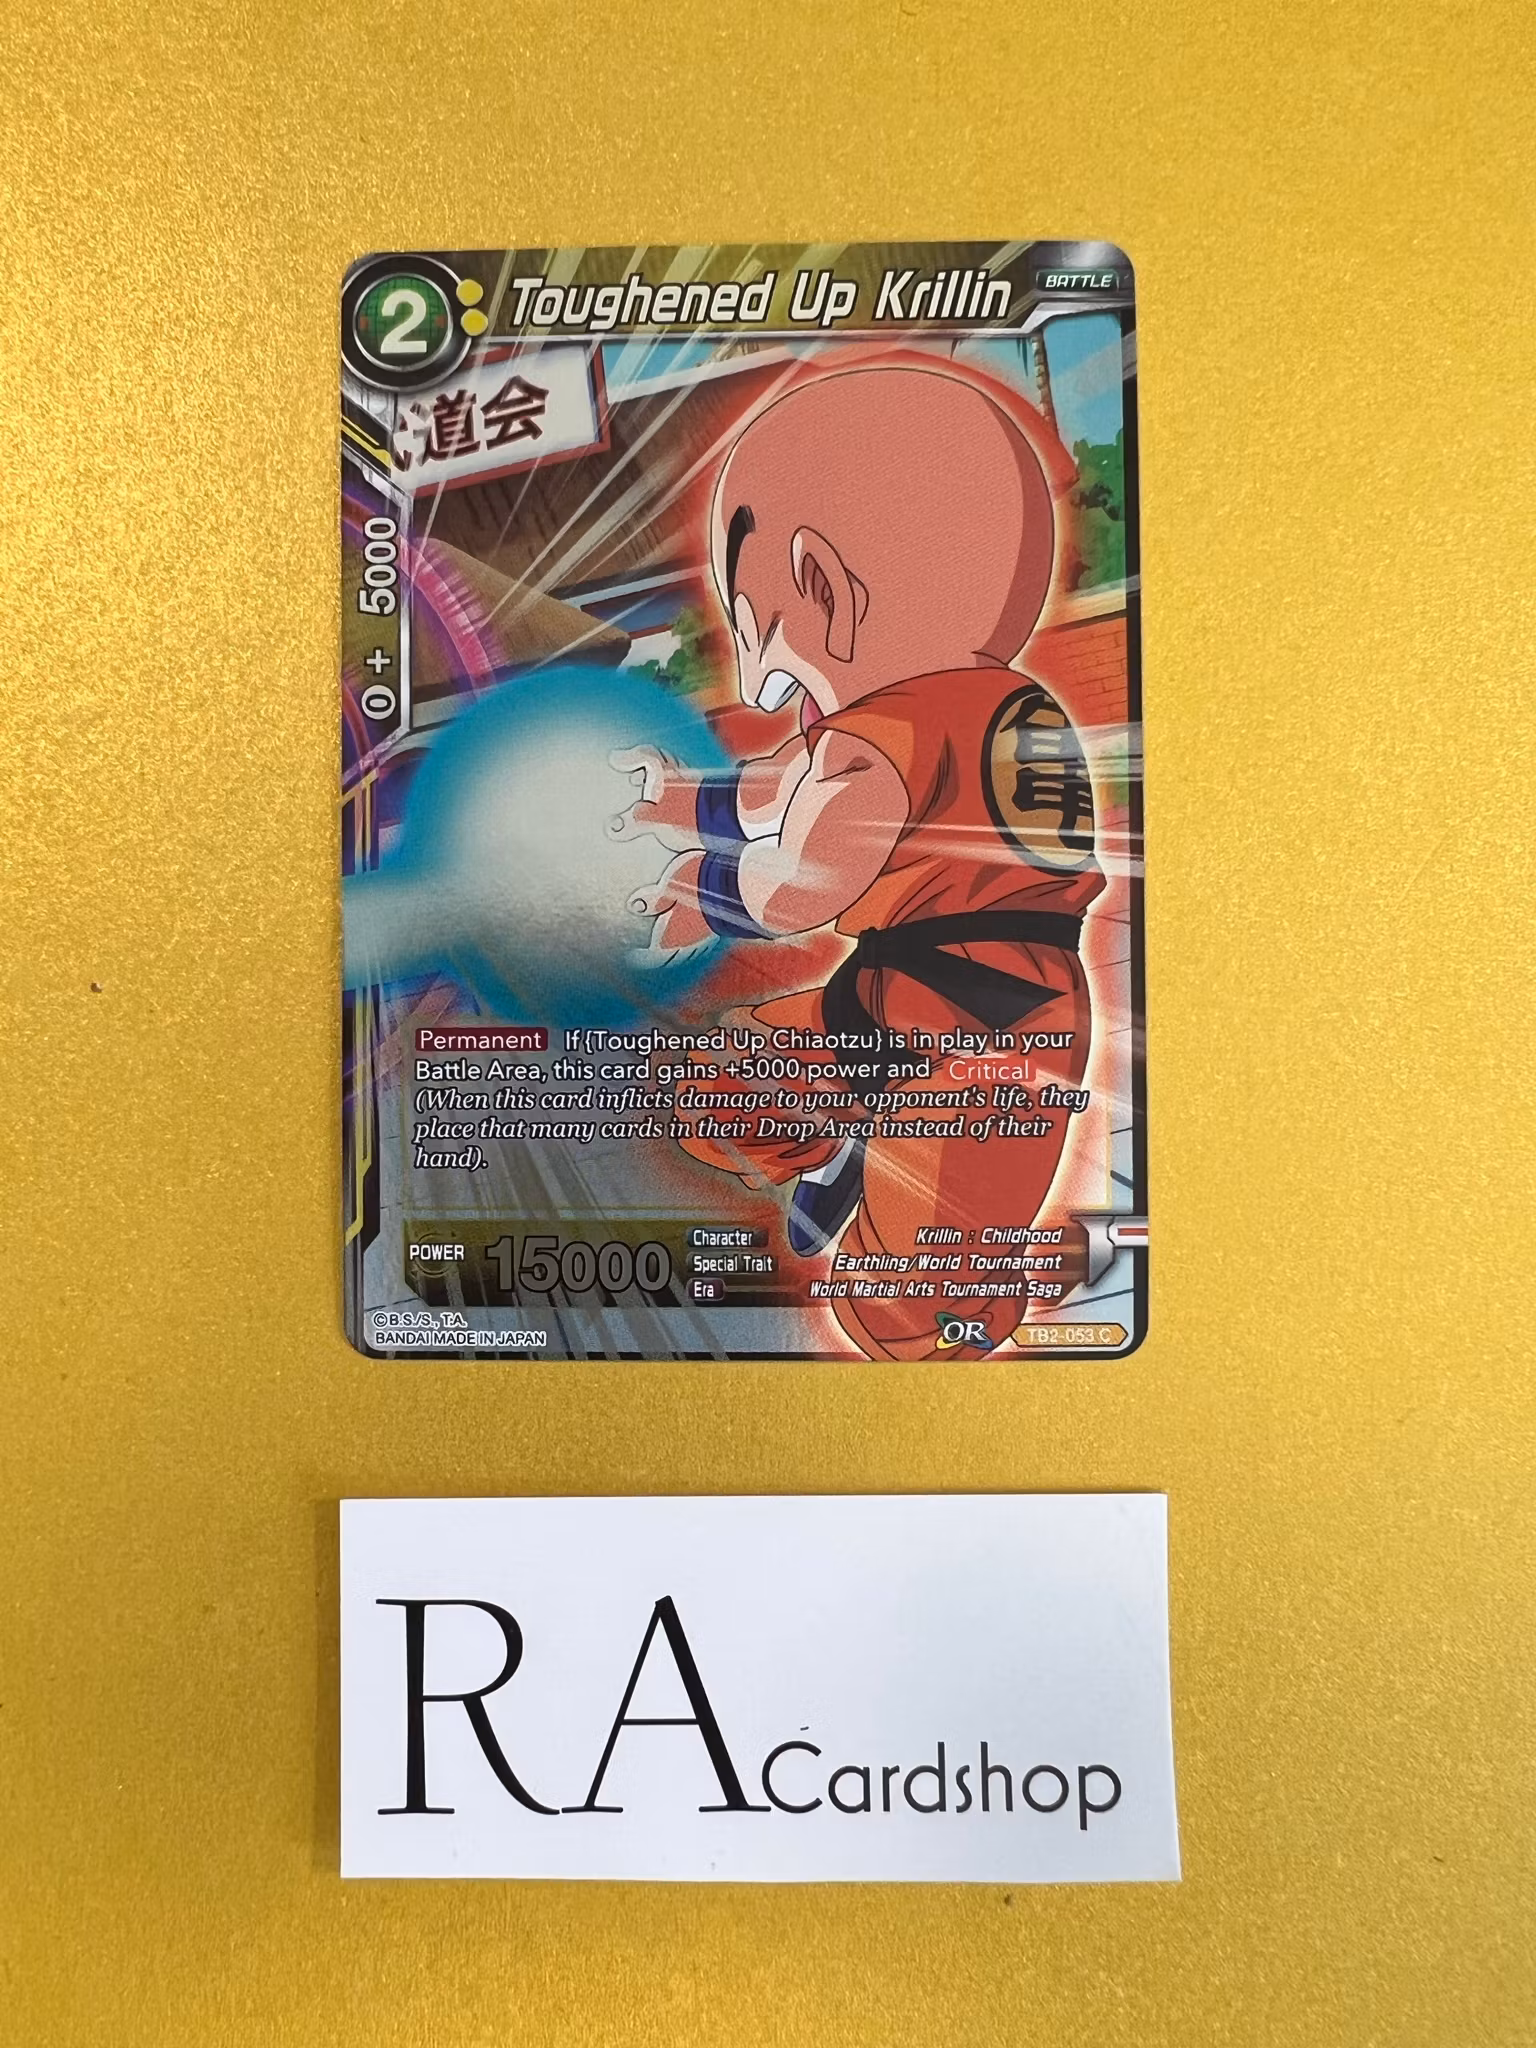 2
Toughened Up Krillin
BATTLE
道会
0 + 5000
亀
Permanent If {Toughened Up Chiaotzu} is in play in your
Battle Area, this card gains +5000 power and Critical
(When this card inflicts damage to your opponent's life, they
place that many cards in their Drop Area instead of their
hand).
POWER 15000
Character Krillin : Childhood
Special Trait Earthling/World Tournament
Era World Martial Arts Tournament Saga
©B.S./S., T.A.
BANDAI MADE IN JAPAN
OR
TB2-053 C
RA Cardshop